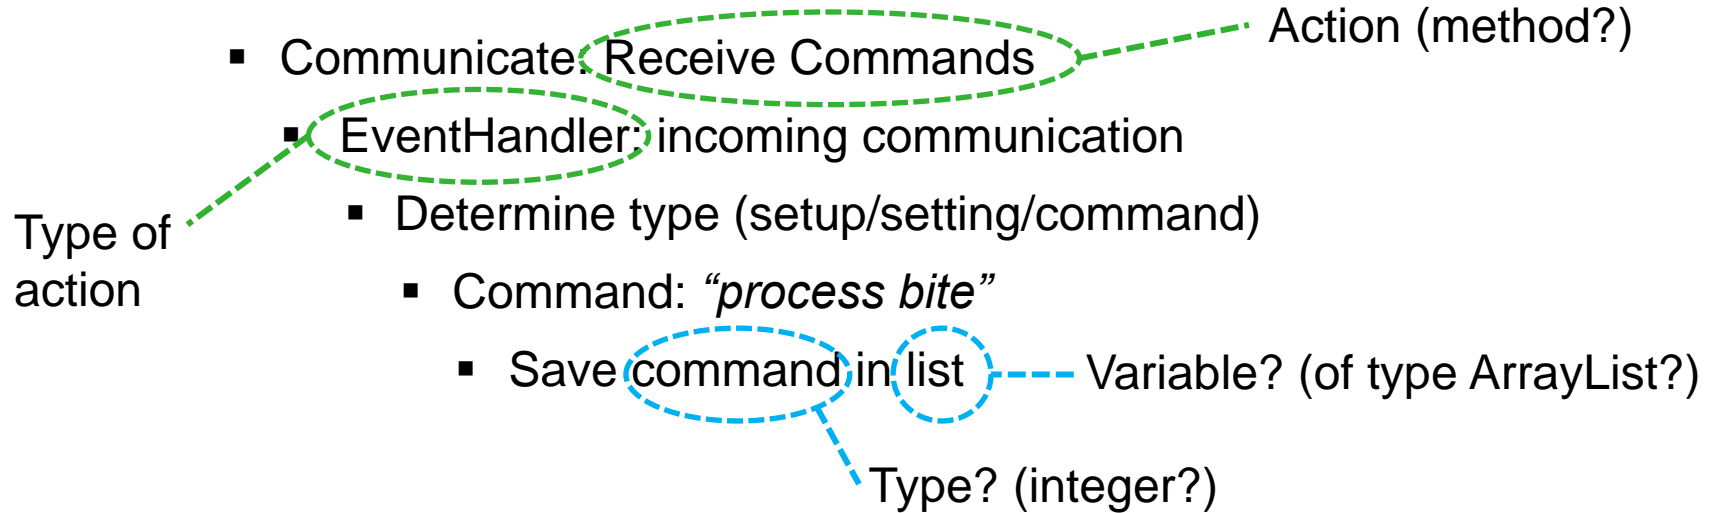 Action (method?)
▪ Communicate: Receive Commands
▪ EventHandler: incoming communication
▪ Determine type (setup/setting/command)
Type of
action
▪ Command: “process bite”
▪ Save command in list
Variable? (of type ArrayList?)
Type? (integer?)